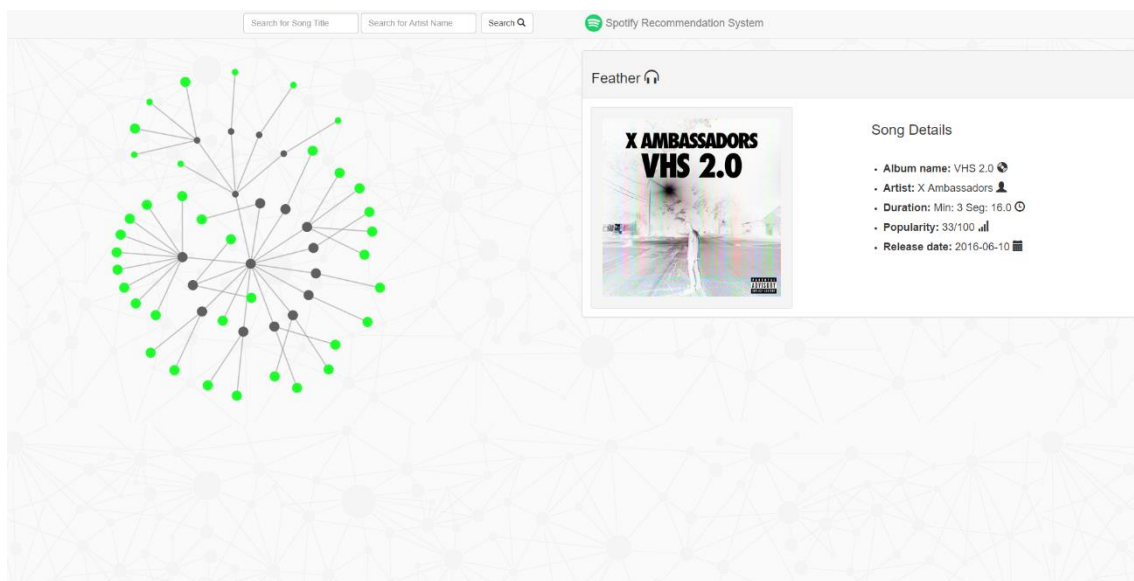 Search for Song Title
Search for Artist Name
Search
Spotify Recommendation System
Feather
X AMBASSADORS
VHS 2.0
PARENTAL
ADVISORY
Song Details
Album name: VHS 2.0
Artist: X Ambassadors
Duration: Min: 3 Seg: 16.0
Popularity: 33/100
Release date: 2016-06-10